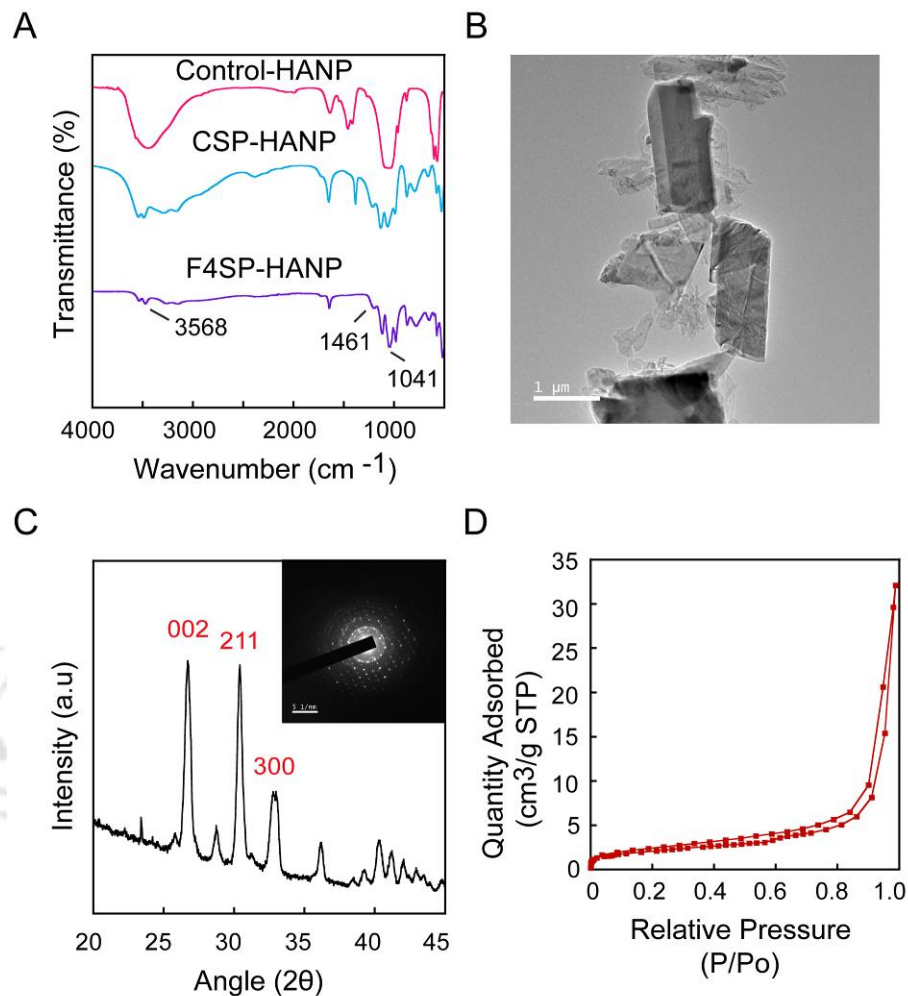 A
Control-HANP
CSP-HANP
F4SP-HANP
3568
1461
1041
Transmittance (%)
4000 3000 2000 1000
Wavenumber (cm -1)
B
1 µm
C
002
211
300
5 1/nm
Intensity (a.u)
20 25 30 35 40 45
Angle (2θ)
D
35
30
25
20
15
10
5
0
Quantity Adsorbed
(cm3/g STP)
0 0.2 0.4 0.6 0.8 1.0
Relative Pressure
(P/Po)